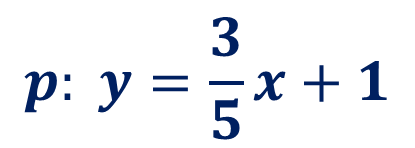 p: y = 3/5 x + 1